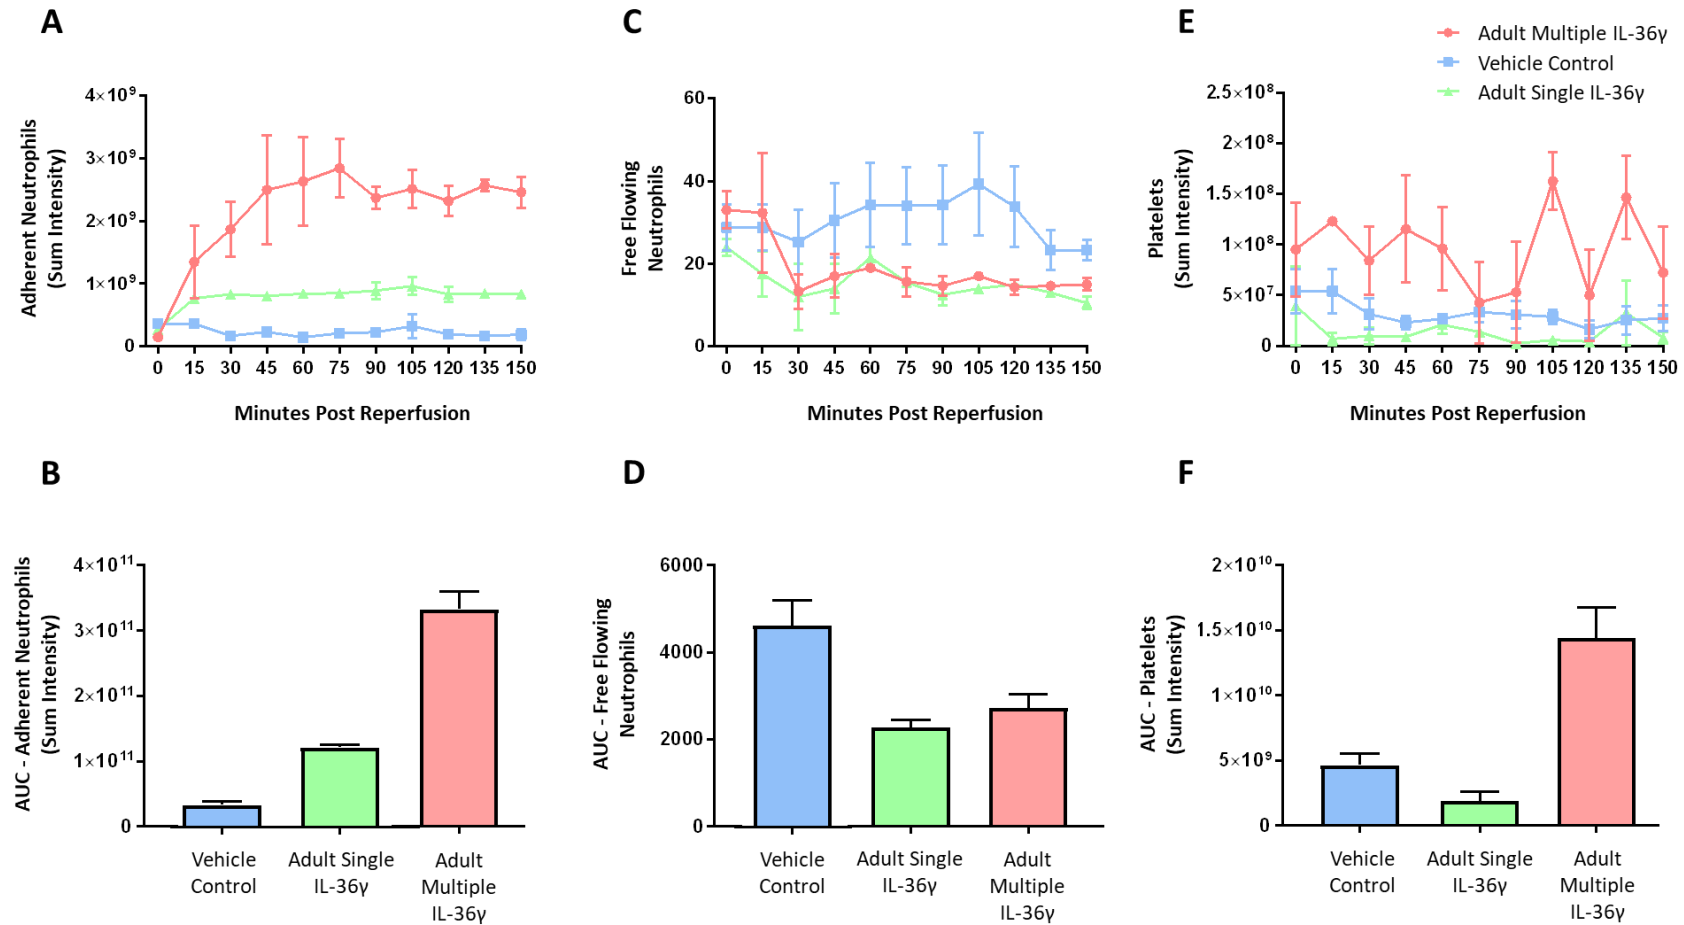 A
4×10⁹
3×10⁹
2×10⁹
1×10⁹
0
Adherent Neutrophils
(Sum Intensity)
0 15 30 45 60 75 90 105 120 135 150
Minutes Post Reperfusion
C
60
40
20
0
Free Flowing
Neutrophils
0 15 30 45 60 75 90 105 120 135 150
Minutes Post Reperfusion
E
Adult Multiple IL-36γ
Vehicle Control
Adult Single IL-36γ
2.5×10⁸
2×10⁸
1.5×10⁸
1×10⁸
5×10⁷
0
Platelets
(Sum Intensity)
0 15 30 45 60 75 90 105 120 135 150
Minutes Post Reperfusion
B
4×10¹¹
3×10¹¹
2×10¹¹
1×10¹¹
0
AUC - Adherent Neutrophils
(Sum Intensity)
Vehicle
Control
Adult Single
IL-36γ
Adult
Multiple
IL-36γ
D
6000
4000
2000
0
AUC - Free Flowing
Neutrophils
Vehicle
Control
Adult Single
IL-36γ
Adult
Multiple
IL-36γ
F
2×10¹⁰
1.5×10¹⁰
1×10¹⁰
5×10⁹
0
AUC - Platelets
(Sum Intensity)
Vehicle
Control
Adult Single
IL-36γ
Adult
Multiple
IL-36γ